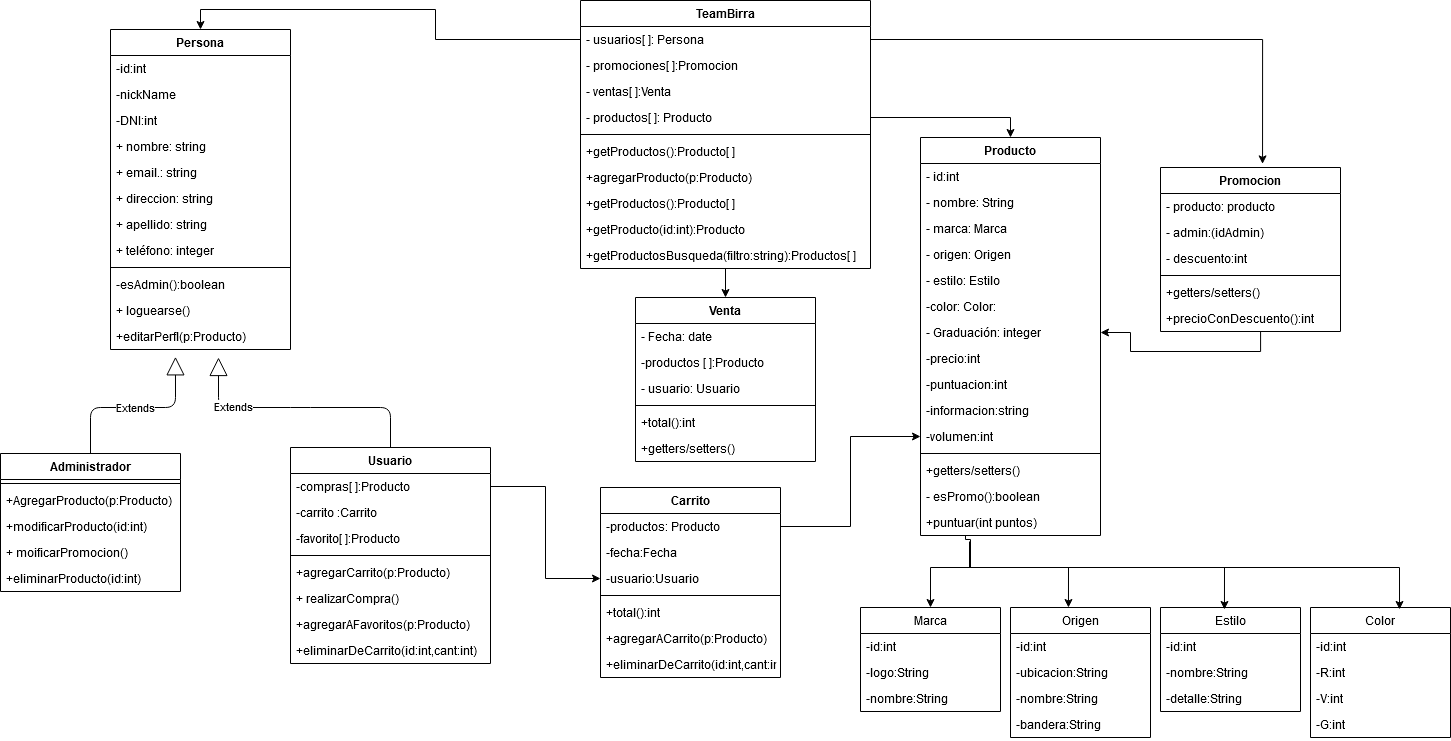 TeamBirra
- usuarios[ ]: Persona
- promociones[ ]:Promocion
- ventas[ ]:Venta
- productos[ ]: Producto
+getProductos():Producto[ ]
+agregarProducto(p:Producto)
+getProductos():Producto[ ]
+getProducto(id:int):Producto
+getProductosBusqueda(filtro:string):Productos[ ]
Persona
-id:int
-nickName
-DNI:int
+ nombre: string
+ email.: string
+ direccion: string
+ apellido: string
+ teléfono: integer
-esAdmin():boolean
+ loguearse()
+editarPerfl(p:Producto)
Producto
- id:int
- nombre: String
- marca: Marca
- origen: Origen
- estilo: Estilo
-color: Color:
- Graduación: integer
-precio:int
-puntuacion:int
-informacion:string
-volumen:int
+getters/setters()
- esPromo():boolean
+puntuar(int puntos)
Promocion
- producto: producto
- admin:(idAdmin)
- descuento:int
+getters/setters()
+precioConDescuento():int
Venta
- Fecha: date
-productos [ ]:Producto
- usuario: Usuario
+total():int
+getters/setters()
Extends
Extends
Administrador
+AgregarProducto(p:Producto)
+modificarProducto(id:int)
+ moificarPromocion()
+eliminarProducto(id:int)
Usuario
-compras[ ]:Producto
-carrito :Carrito
-favorito[ ]:Producto
+agregarCarrito(p:Producto)
+ realizarCompra()
+agregarAFavoritos(p:Producto)
+eliminarDeCarrito(id:int,cant:int)
Carrito
-productos: Producto
-fecha:Fecha
-usuario:Usuario
+total():int
+agregarACarrito(p:Producto)
+eliminarDeCarrito(id:int,cant:in
Marca
-id:int
-logo:String
-nombre:String
Origen
-id:int
-ubicacion:String
-nombre:String
-bandera:String
Estilo
-id:int
-nombre:String
-detalle:String
Color
-id:int
-R:int
-V:int
-G:int